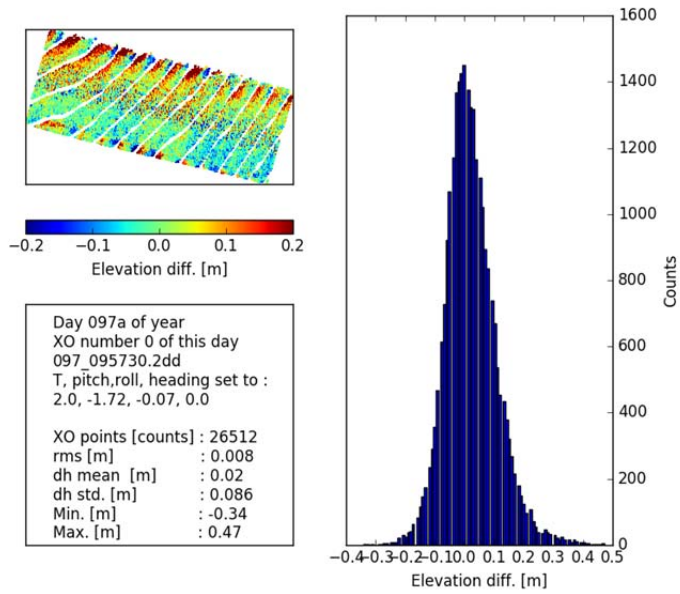 −0.2 −0.1 0.0 0.1 0.2
Elevation diff. [m]
Day 097a of year
XO number 0 of this day
097_095730.2dd
T, pitch,roll, heading set to :
2.0, -1.72, -0.07, 0.0
XO points [counts] : 26512
rms [m] : 0.008
dh mean [m] : 0.02
dh std. [m] : 0.086
Min. [m] : -0.34
Max. [m] : 0.47
1600
1400
1200
1000
800
600
400
200
0
Counts
−0.4−0.3−0.2−0.10.0 0.1 0.2 0.3 0.4 0.5
Elevation diff. [m]